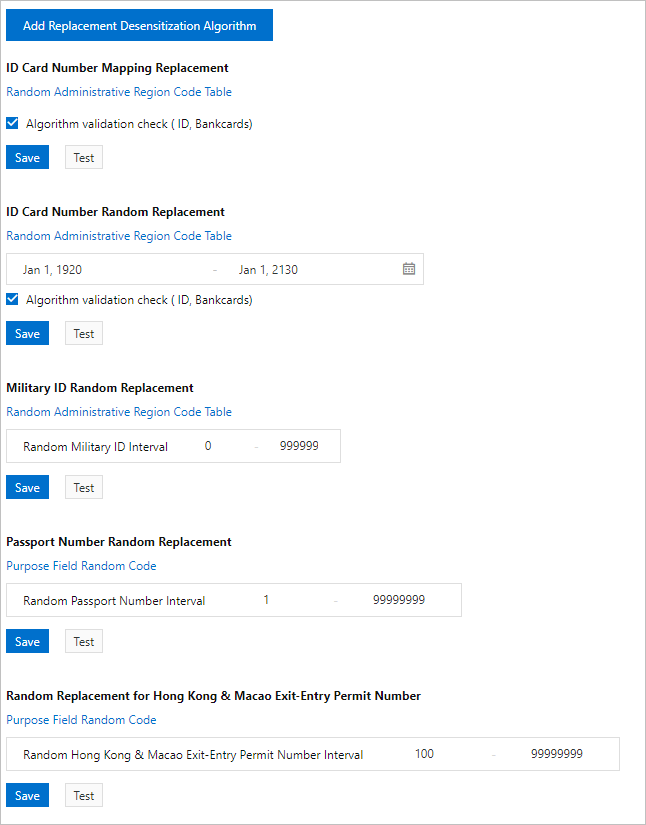 Add Replacement Desensitization Algorithm
ID Card Number Mapping Replacement
Random Administrative Region Code Table
Algorithm validation check ( ID, Bankcards)
Save Test
ID Card Number Random Replacement
Random Administrative Region Code Table
Jan 1, 1920 - Jan 1, 2130
Algorithm validation check ( ID, Bankcards)
Save Test
Military ID Random Replacement
Random Administrative Region Code Table
Random Military ID Interval 0 - 999999
Save Test
Passport Number Random Replacement
Purpose Field Random Code
Random Passport Number Interval 1 - 99999999
Save Test
Random Replacement for Hong Kong & Macao Exit-Entry Permit Number
Purpose Field Random Code
Random Hong Kong & Macao Exit-Entry Permit Number Interval 100 - 99999999
Save Test